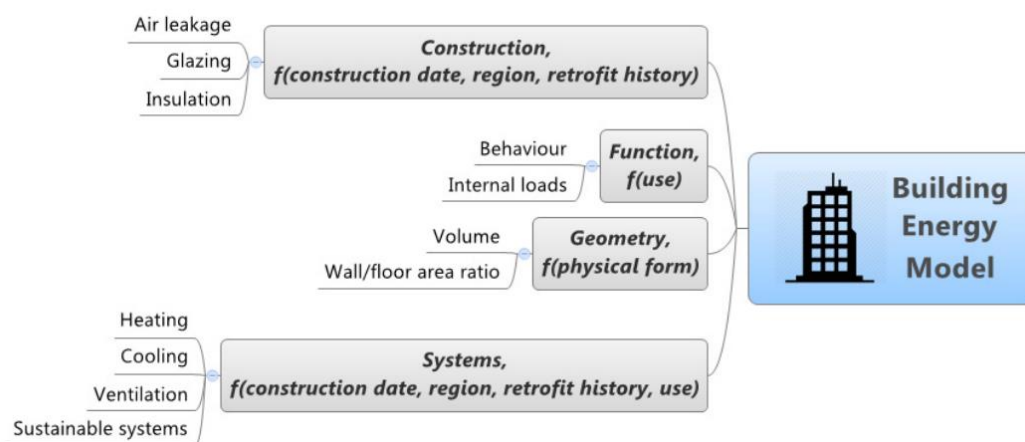 Air leakage
Glazing
Insulation
Construction,
f(construction date, region, retrofit history)
Behaviour
Internal loads
Function,
f(use)
Volume
Wall/floor area ratio
Geometry,
f(physical form)
Heating
Cooling
Ventilation
Sustainable systems
Systems,
f(construction date, region, retrofit history, use)
Building
Energy
Model